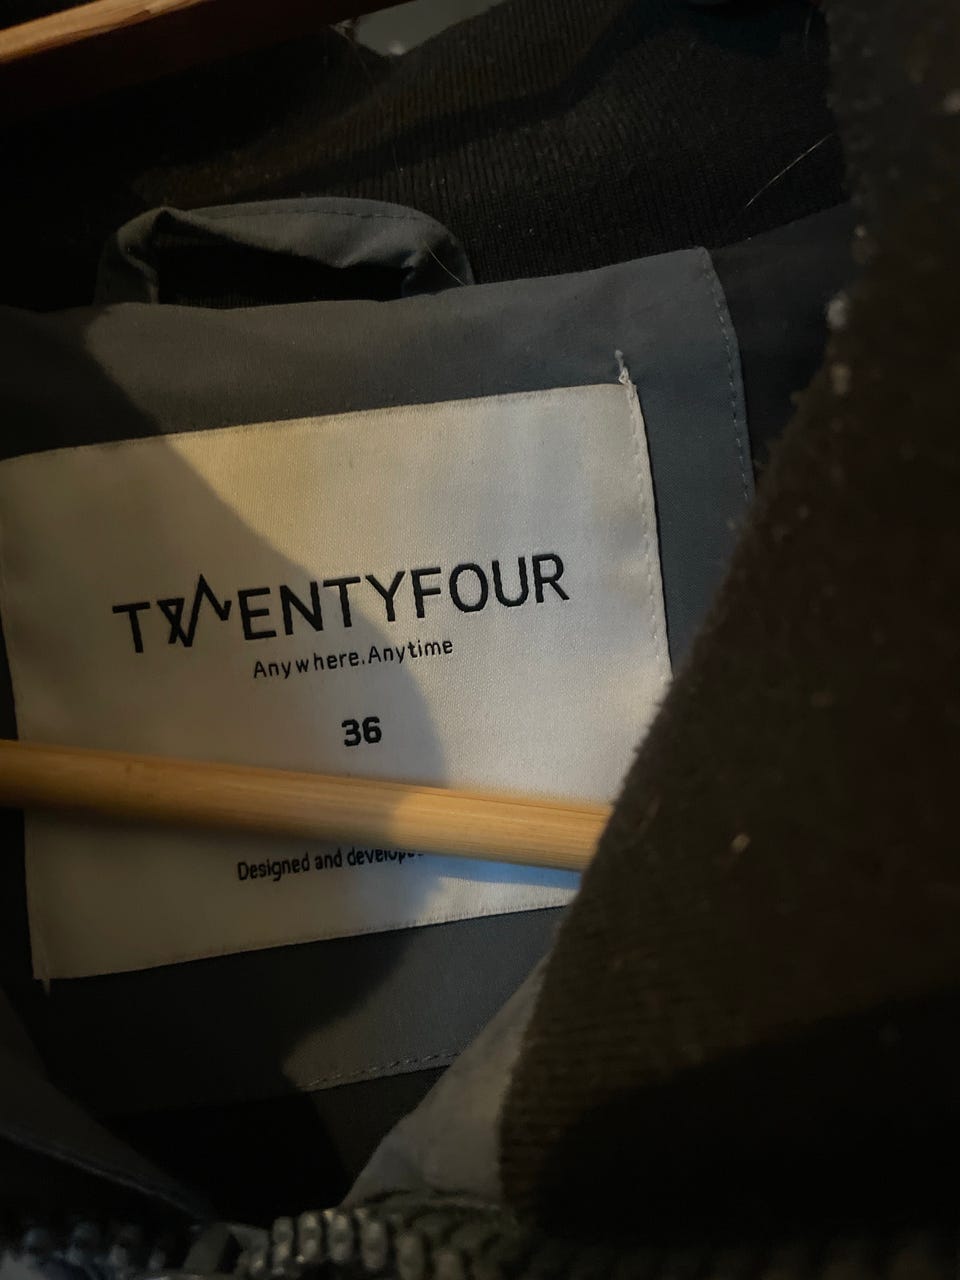 TWENTYFOUR
Anywhere.Anytime
36
Designed and